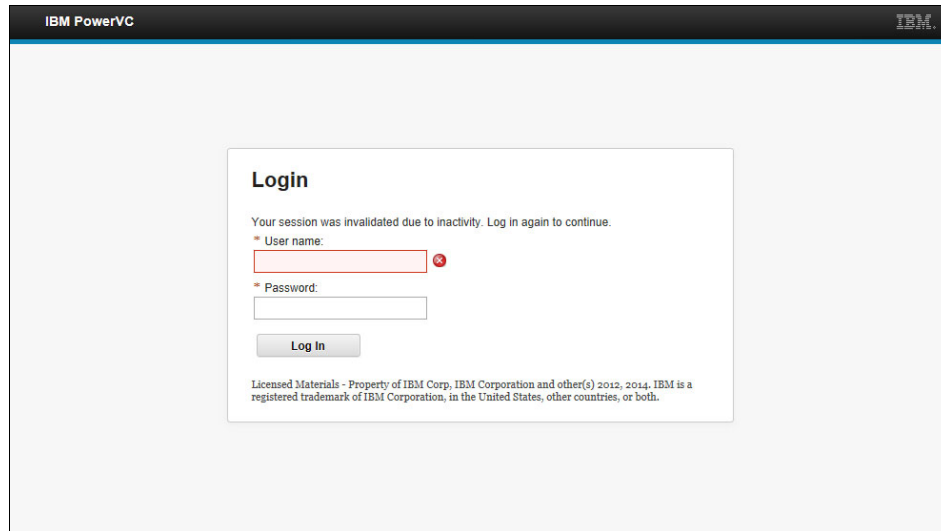 IBM PowerVC
IBM.
Login
Your session was invalidated due to inactivity. Log in again to continue.
* User name:
* Password:
Log In
Licensed Materials - Property of IBM Corp, IBM Corporation and other(s) 2012, 2014. IBM is a
registered trademark of IBM Corporation, in the United States, other countries, or both.